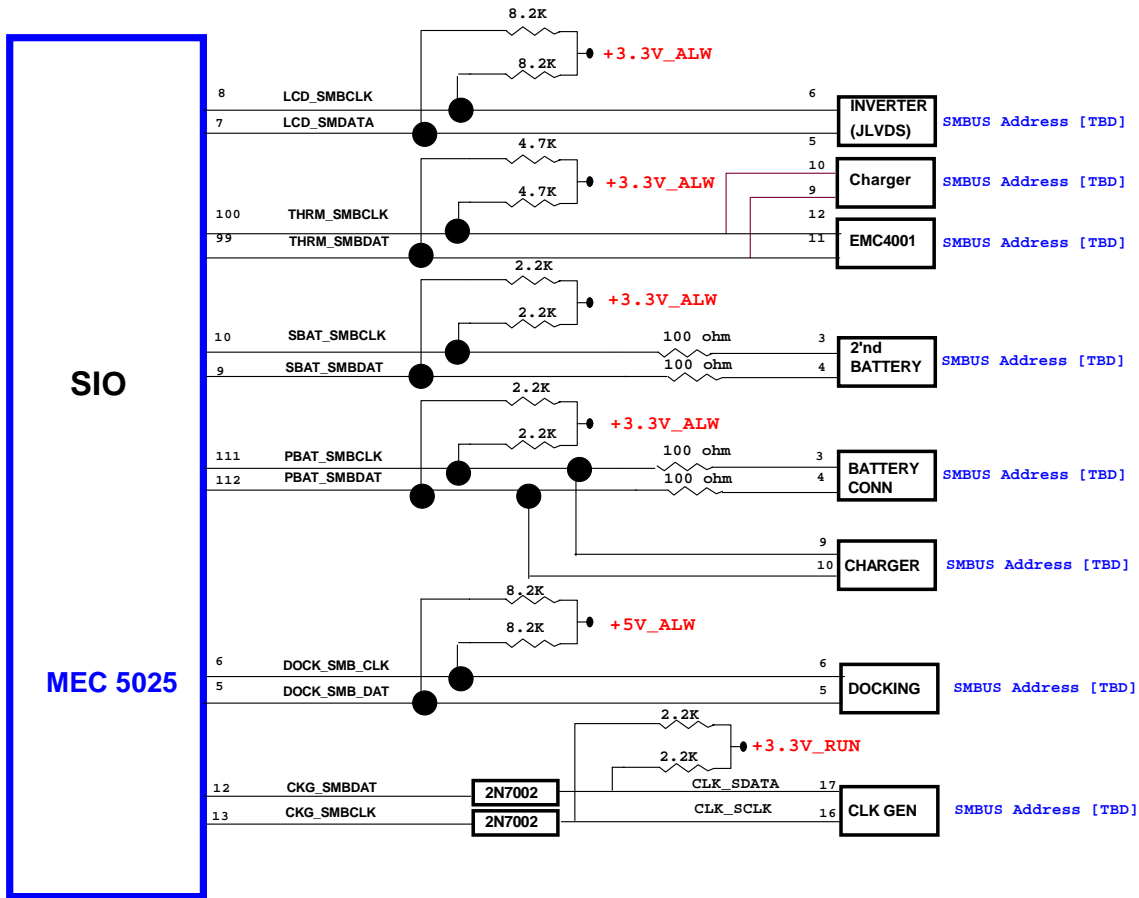 8.2K
+3.3V_ALW
8.2K
8 LCD_SMBCLK 6
INVERTER
(JLVDS)
SMBUS Address [TBD]
7 LCD_SMDATA 5
4.7K
+3.3V_ALW
4.7K
10
9
Charger
SMBUS Address [TBD]
100 THRM_SMBCLK 12
99 THRM_SMBDAT 11
EMC4001
SMBUS Address [TBD]
2.2K
+3.3V_ALW
2.2K
10 SBAT_SMBCLK 100 ohm 3
9 SBAT_SMBDAT 100 ohm 4
2'nd
BATTERY
SMBUS Address [TBD]
SIO
2.2K
+3.3V_ALW
2.2K
111 PBAT_SMBCLK 100 ohm 3
112 PBAT_SMBDAT 100 ohm 4
BATTERY
CONN
SMBUS Address [TBD]
9
10
CHARGER
SMBUS Address [TBD]
8.2K
+5V_ALW
8.2K
MEC 5025
6 DOCK_SMB_CLK 6
5 DOCK_SMB_DAT 5
DOCKING
SMBUS Address [TBD]
2.2K
+3.3V_RUN
2.2K
12 CKG_SMBDAT 2N7002 CLK_SDATA 17
13 CKG_SMBCLK 2N7002 CLK_SCLK 16
CLK GEN
SMBUS Address [TBD]